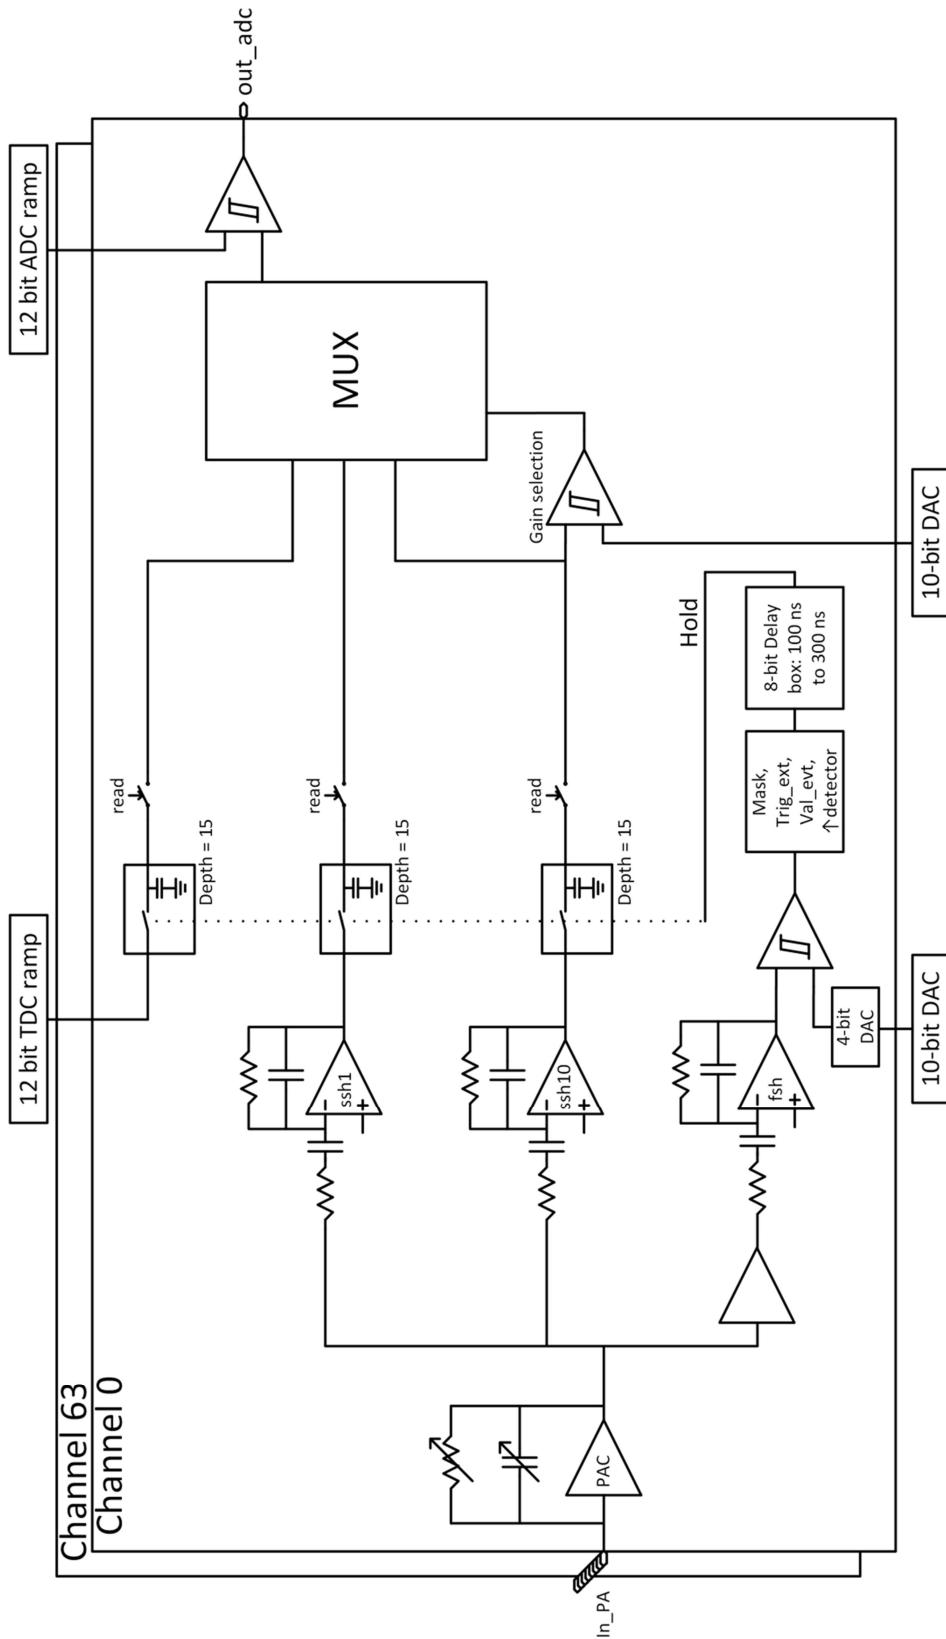 12 bit TDC ramp
12 bit ADC ramp
Channel 63
Channel 0
out_adc
read
Depth = 15
ssh1
−
+
read
Depth = 15
MUX
ssh10
−
+
read
Depth = 15
Gain selection
In_PA
PAC
Hold
fsh
−
+
Mask,
Trig_ext,
Val_evt,
↑detector
8-bit Delay
box: 100 ns
to 300 ns
4-bit
DAC
10-bit DAC
10-bit DAC